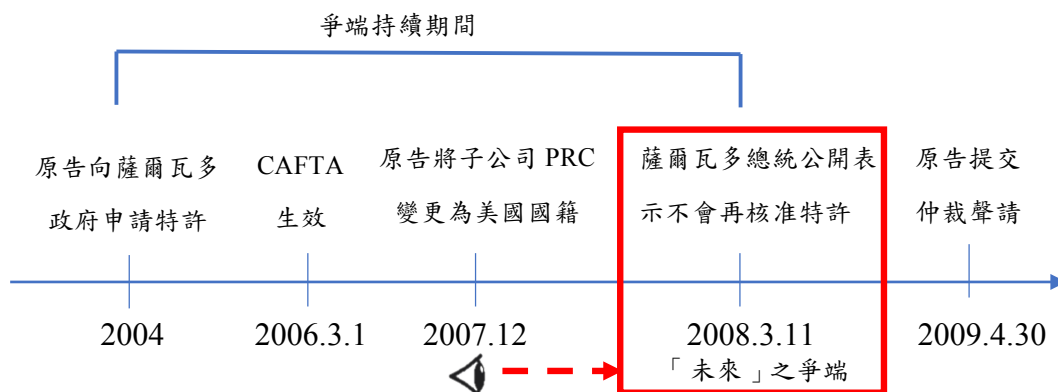 爭端持續期間
原告向薩爾瓦多
政府申請特許
CAFTA
生效
原告將子公司 PRC
變更為美國國籍
薩爾瓦多總統公開表
示不會再核准特許
原告提交
仲裁聲請
2004
2006.3.1
2007.12
2008.3.11
2009.4.30
「未來」之爭端